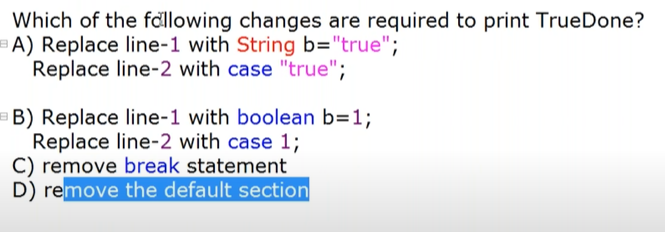 Which of the following changes are required to print TrueDone?
A) Replace line-1 with String b="true";
Replace line-2 with case "true";
B) Replace line-1 with boolean b=1;
Replace line-2 with case 1;
C) remove break statement
D) remove the default section